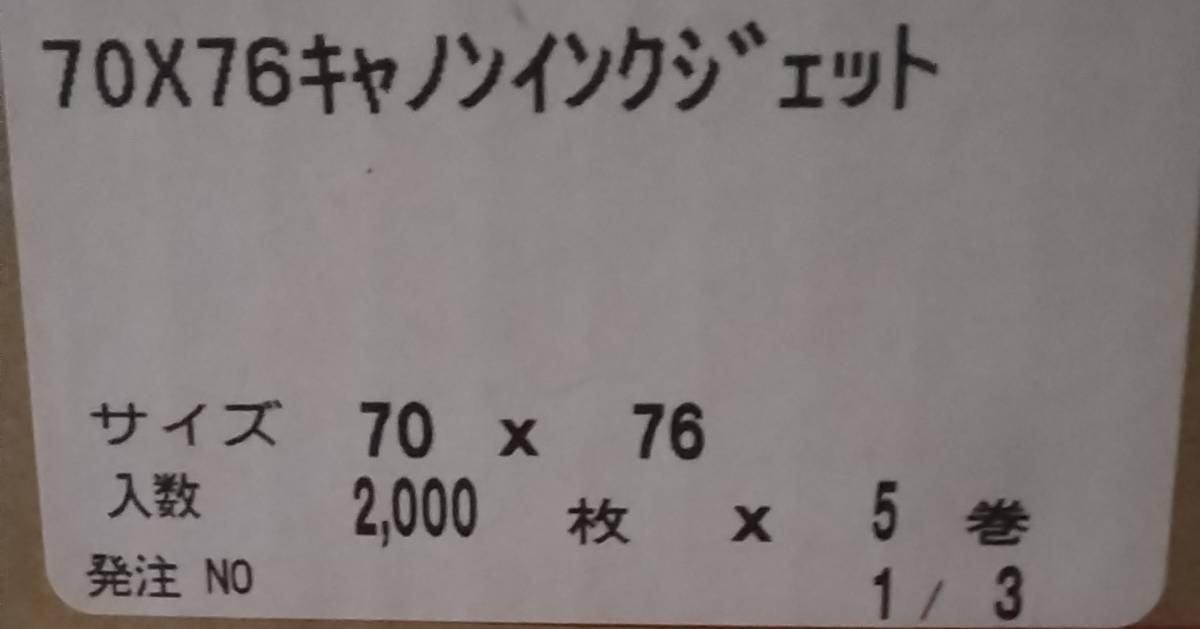 70X76ｷｬﾉﾝｲﾝｸｼﾞｪｯﾄ
サイズ 70 x 76
入数 2,000 枚 x 5 巻
発注 NO 1 / 3